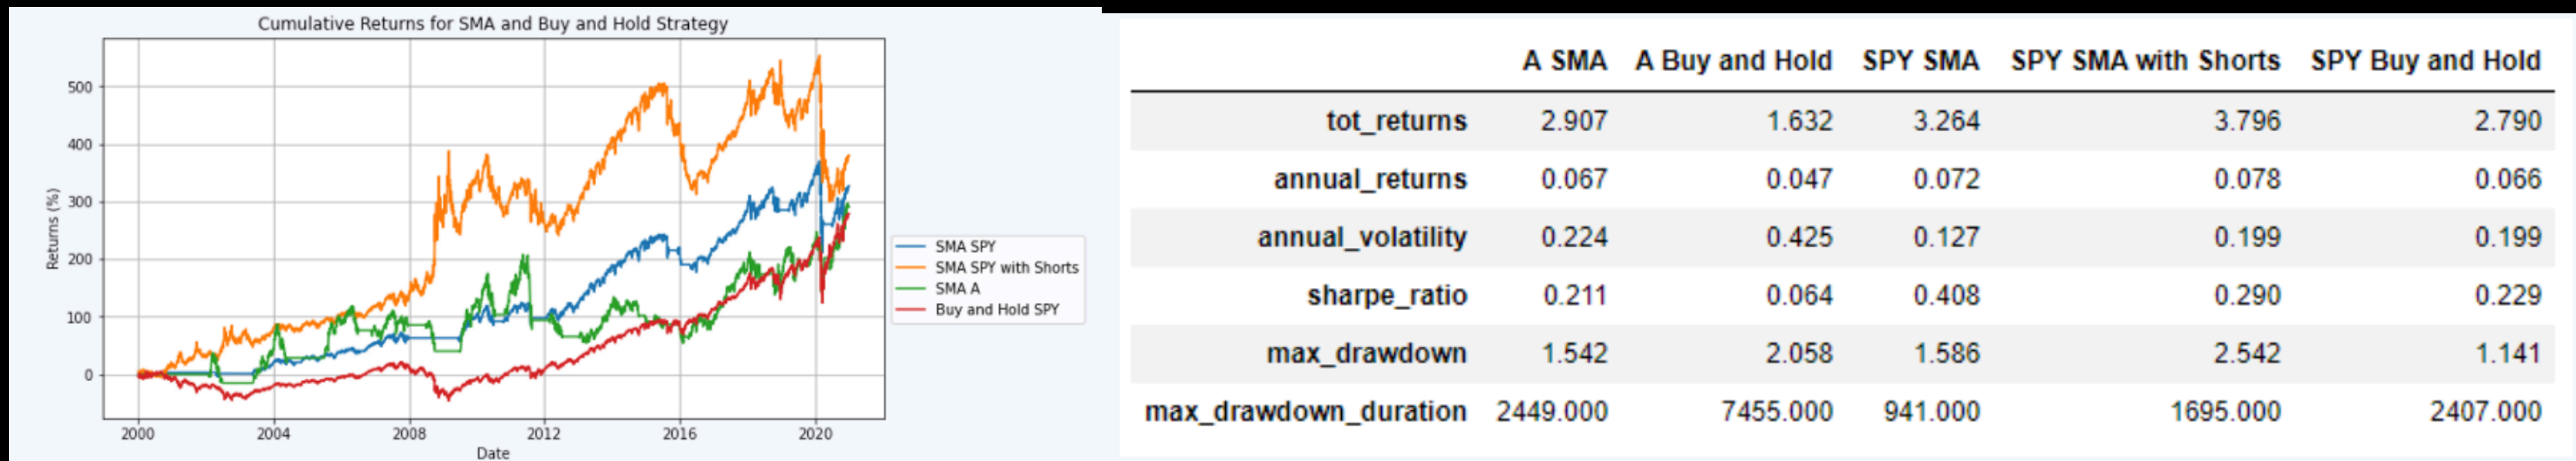 Cumulative Returns for SMA and Buy and Hold Strategy
500
400
300
200
100
0
Returns (%)
2000 2004 2008 2012 2016 2020
Date
SMA SPY
SMA SPY with Shorts
SMA A
Buy and Hold SPY
A SMA A Buy and Hold SPY SMA SPY SMA with Shorts SPY Buy and Hold
tot_returns 2.907 1.632 3.264 3.796 2.790
annual_returns 0.067 0.047 0.072 0.078 0.066
annual_volatility 0.224 0.425 0.127 0.199 0.199
sharpe_ratio 0.211 0.064 0.408 0.290 0.229
max_drawdown 1.542 2.058 1.586 2.542 1.141
max_drawdown_duration 2449.000 7455.000 941.000 1695.000 2407.000